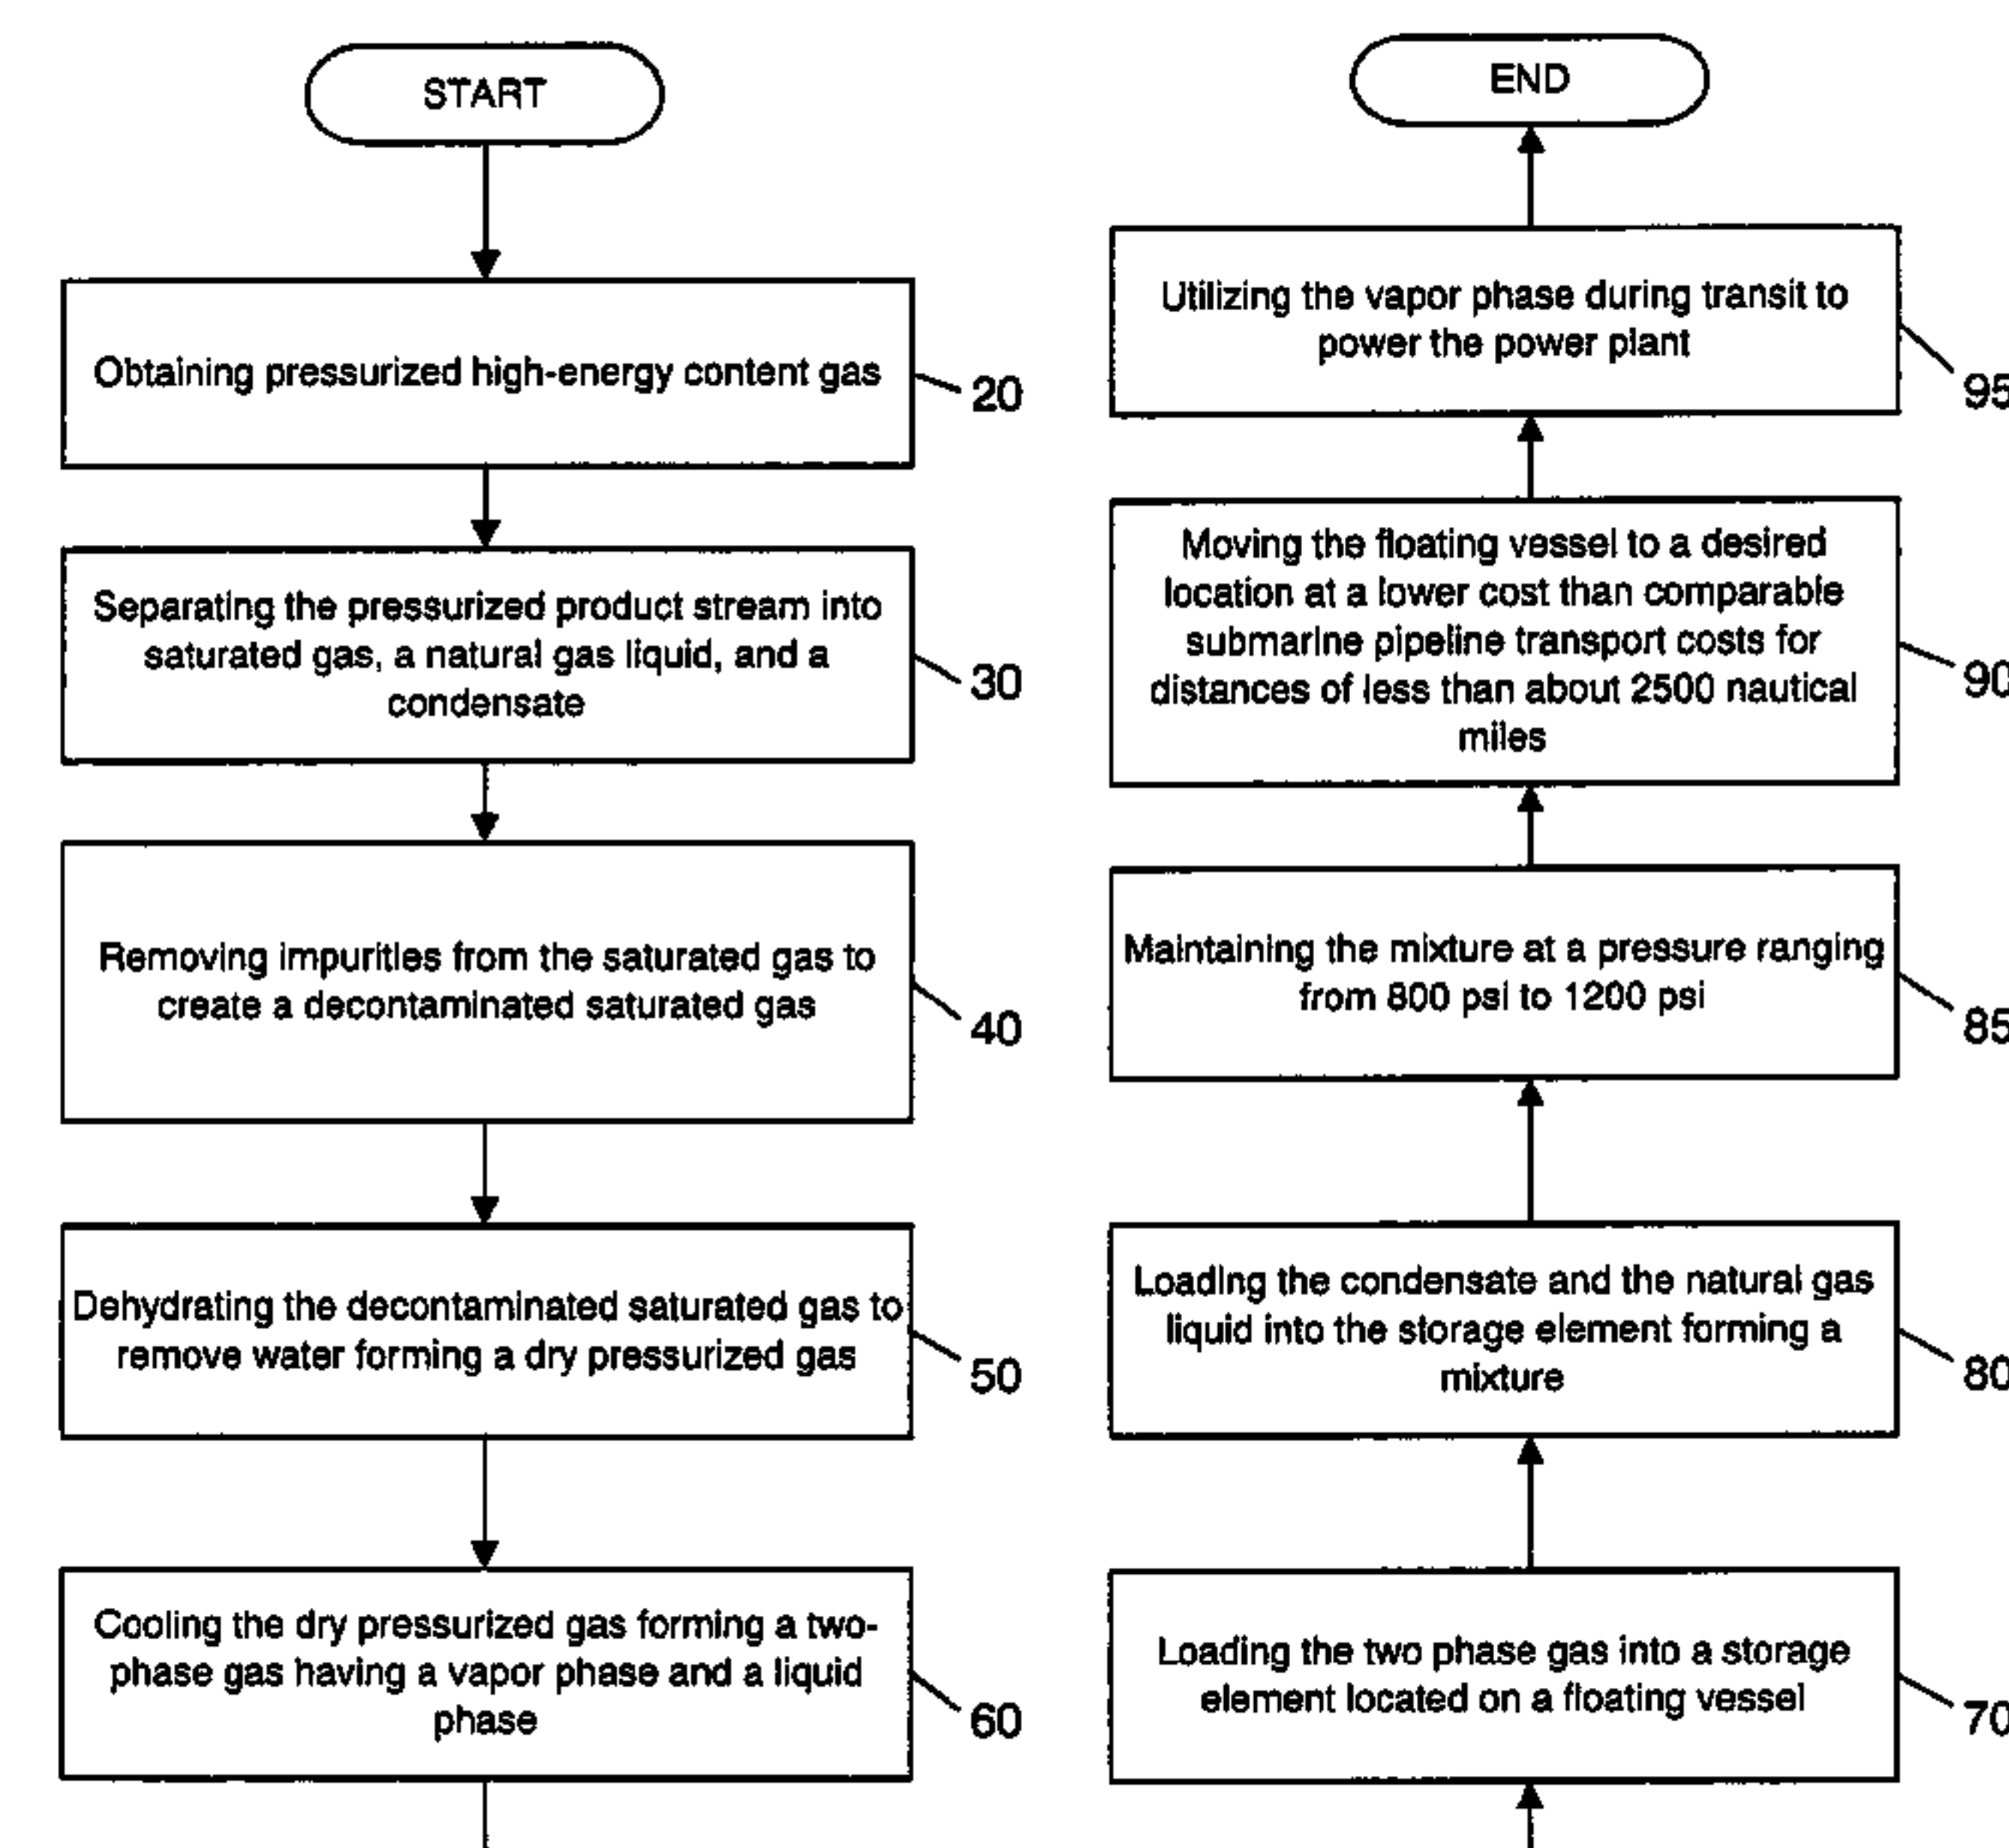 START
Obtaining pressurized high-energy content gas
20
Separating the pressurized product stream into
saturated gas, a natural gas liquid, and a
condensate
30
Removing impurities from the saturated gas to
create a decontaminated saturated gas
40
Dehydrating the decontaminated saturated gas to
remove water forming a dry pressurized gas
50
Cooling the dry pressurized gas forming a two-
phase gas having a vapor phase and a liquid
phase
60
END
Utilizing the vapor phase during transit to
power the power plant
95
Moving the floating vessel to a desired
location at a lower cost than comparable
submarine pipeline transport costs for
distances of less than about 2500 nautical
miles
90
Maintaining the mixture at a pressure ranging
from 800 psi to 1200 psi
85
Loading the condensate and the natural gas
liquid into the storage element forming a
mixture
80
Loading the two phase gas into a storage
element located on a floating vessel
70